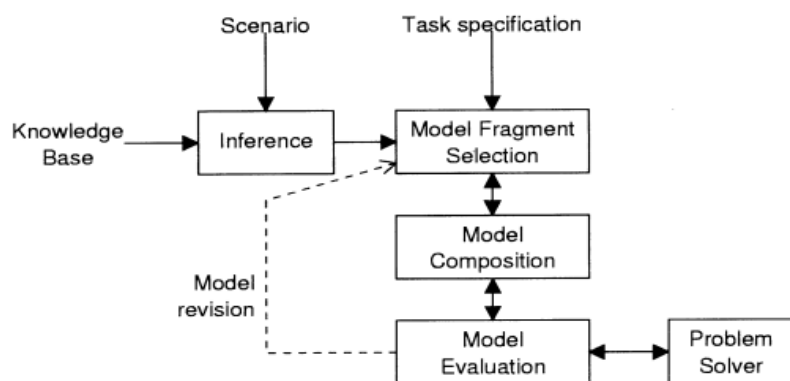 Scenario
Task specification
Knowledge
Base
Inference
Model Fragment
Selection
Model
Composition
Model
revision
Model
Evaluation
Problem
Solver